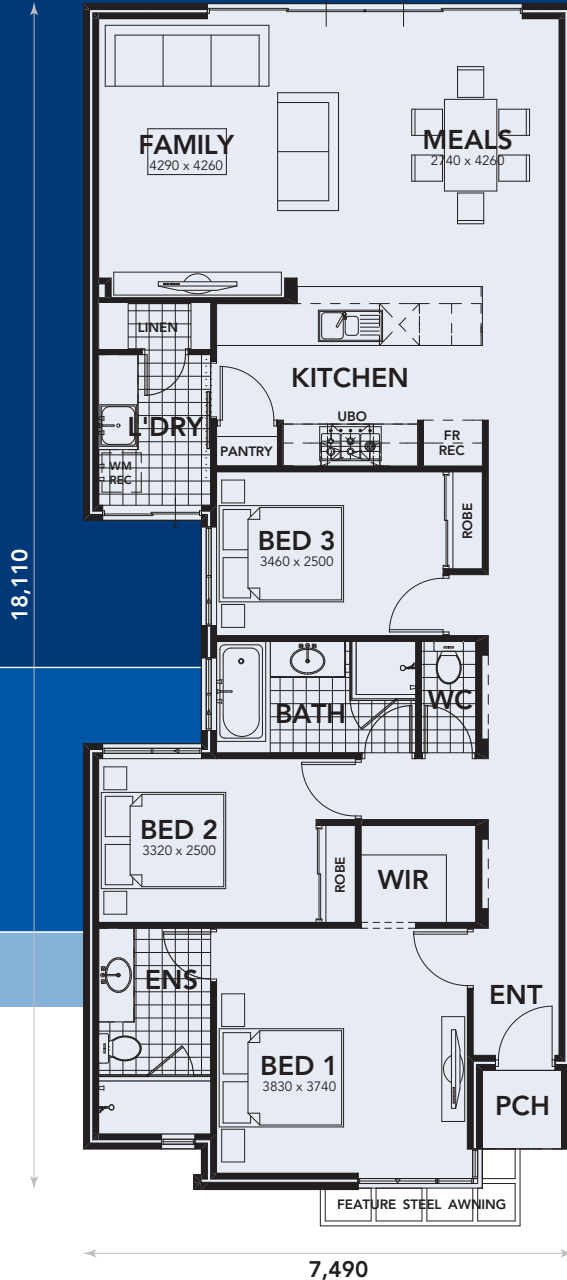 FAMILY
4290 x 4260
MEALS
2740 x 4260
LINEN
KITCHEN
L'DRY
UBO
PANTRY
FR
REC
WM
REC
BED 3
3460 x 2500
ROBE
18,110
BATH
WC
BED 2
3320 x 2500
ROBE
WIR
ENS
ENT
BED 1
3830 x 3740
PCH
FEATURE STEEL AWNING
7,490